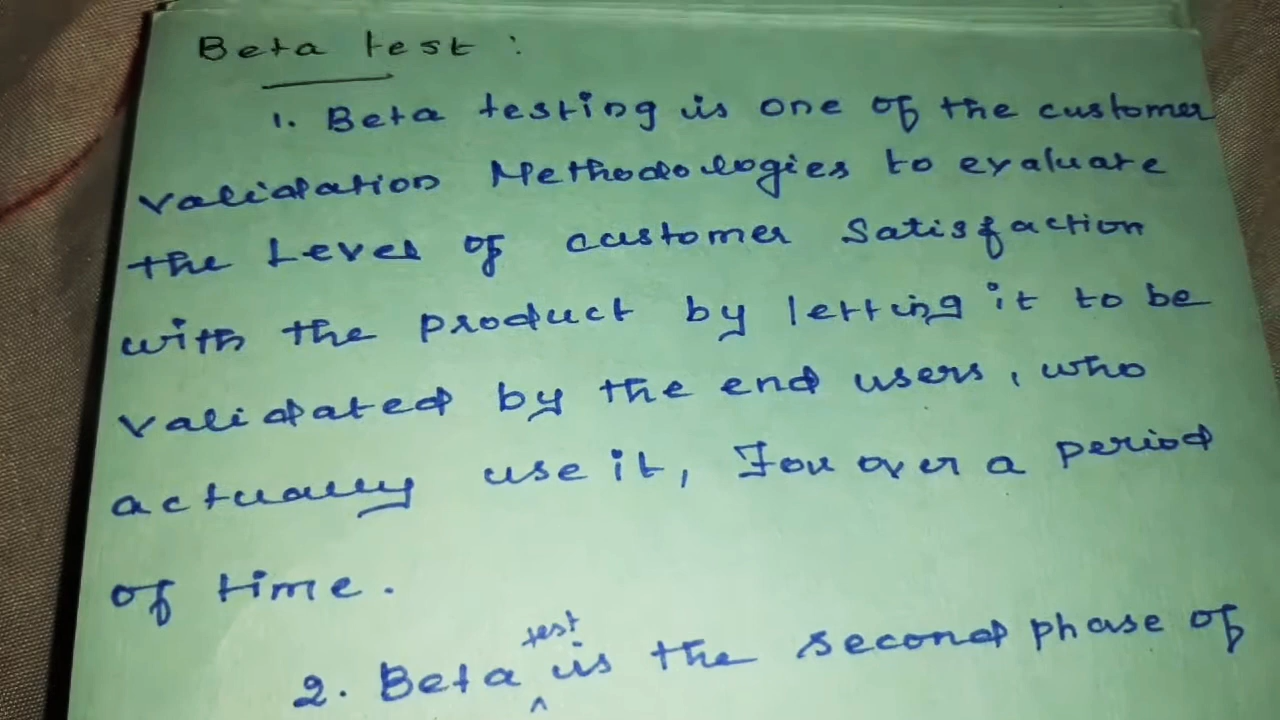 Beta test :
1. Beta testing is one of the customer
validation Methodologies to evaluate
the Level of customer satisfaction
with the product by letting it to be
validated by the end users, who
actually use it, For over a period
of time.
2. Beta test is the second phase of